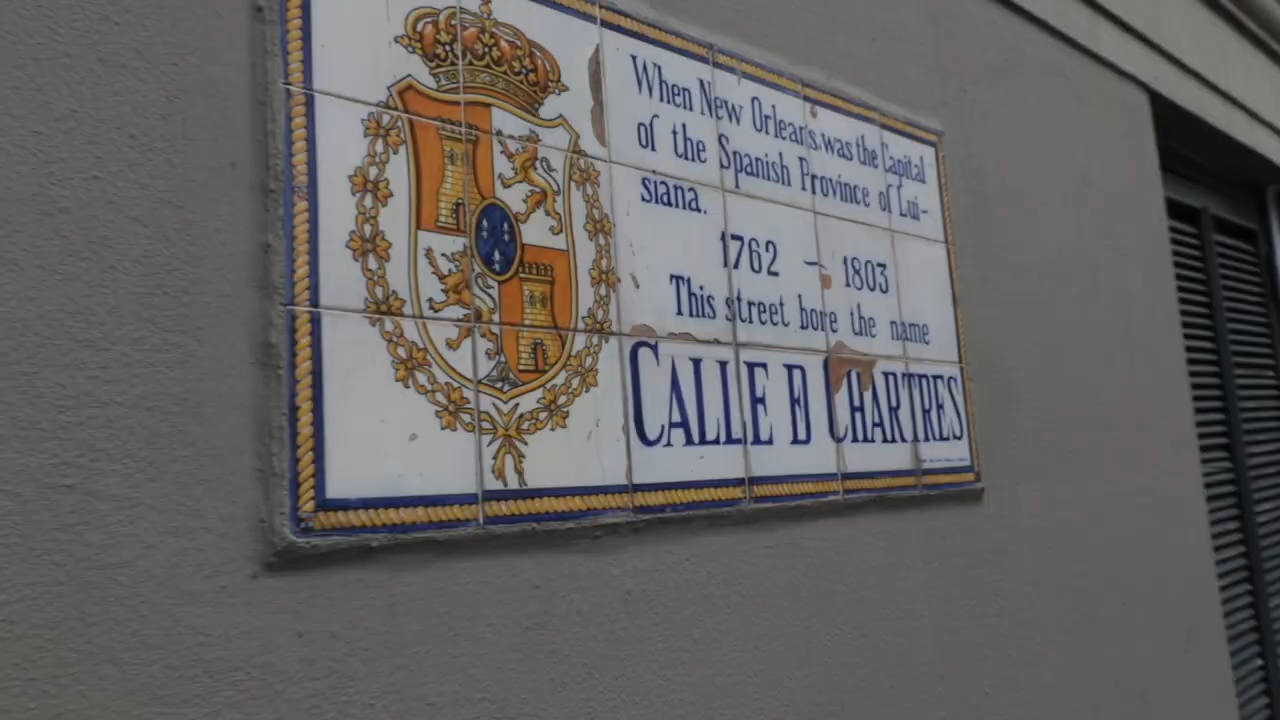 When New Orleans was the Capital
of the Spanish Province of Lui-
siana.
1762 - 1803
This street bore the name
CALLE D CHARTRES